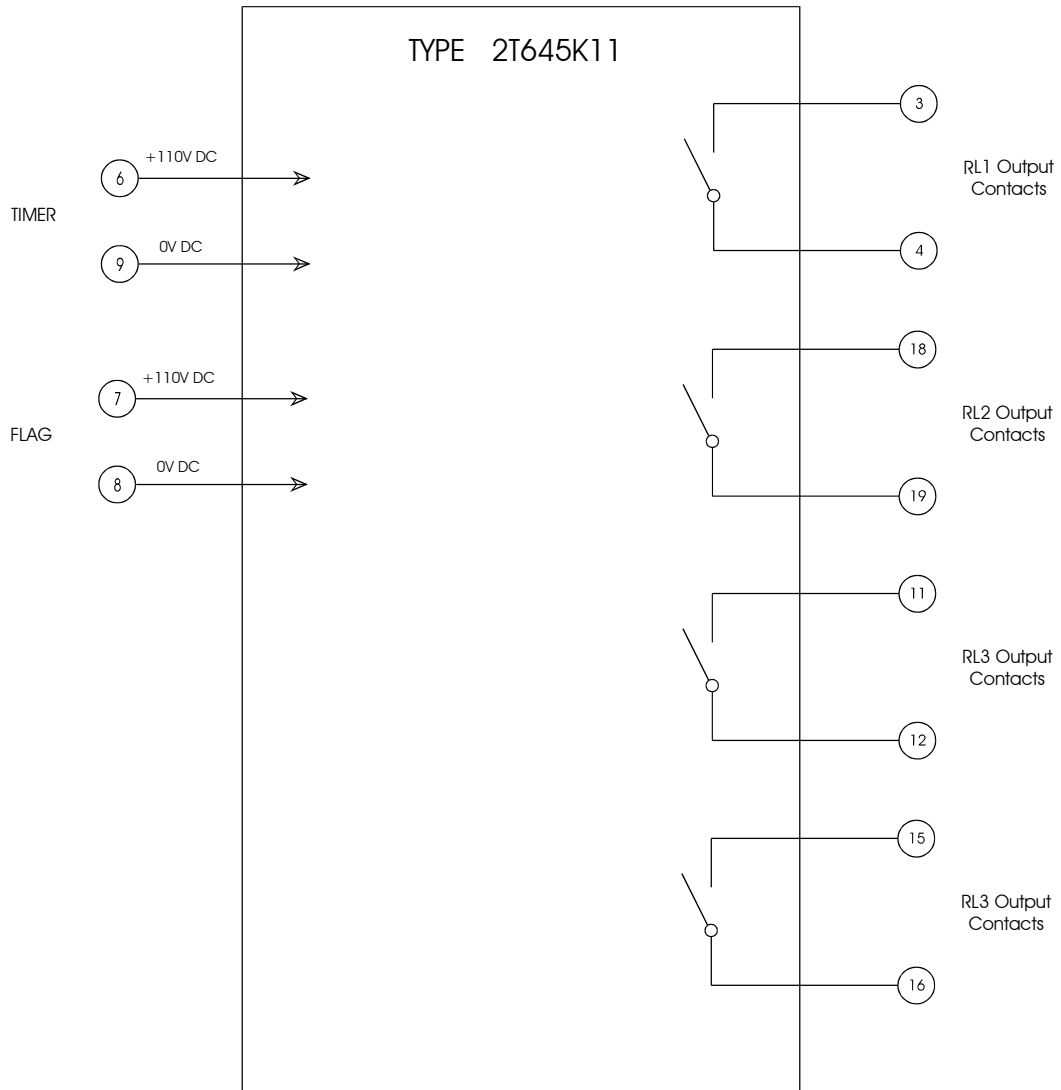 TYPE 2T645K11
TIMER
6
+110V DC
9
0V DC
FLAG
7
+110V DC
8
0V DC
3
4
RL1 Output
Contacts
18
19
RL2 Output
Contacts
11
12
RL3 Output
Contacts
15
16
RL3 Output
Contacts